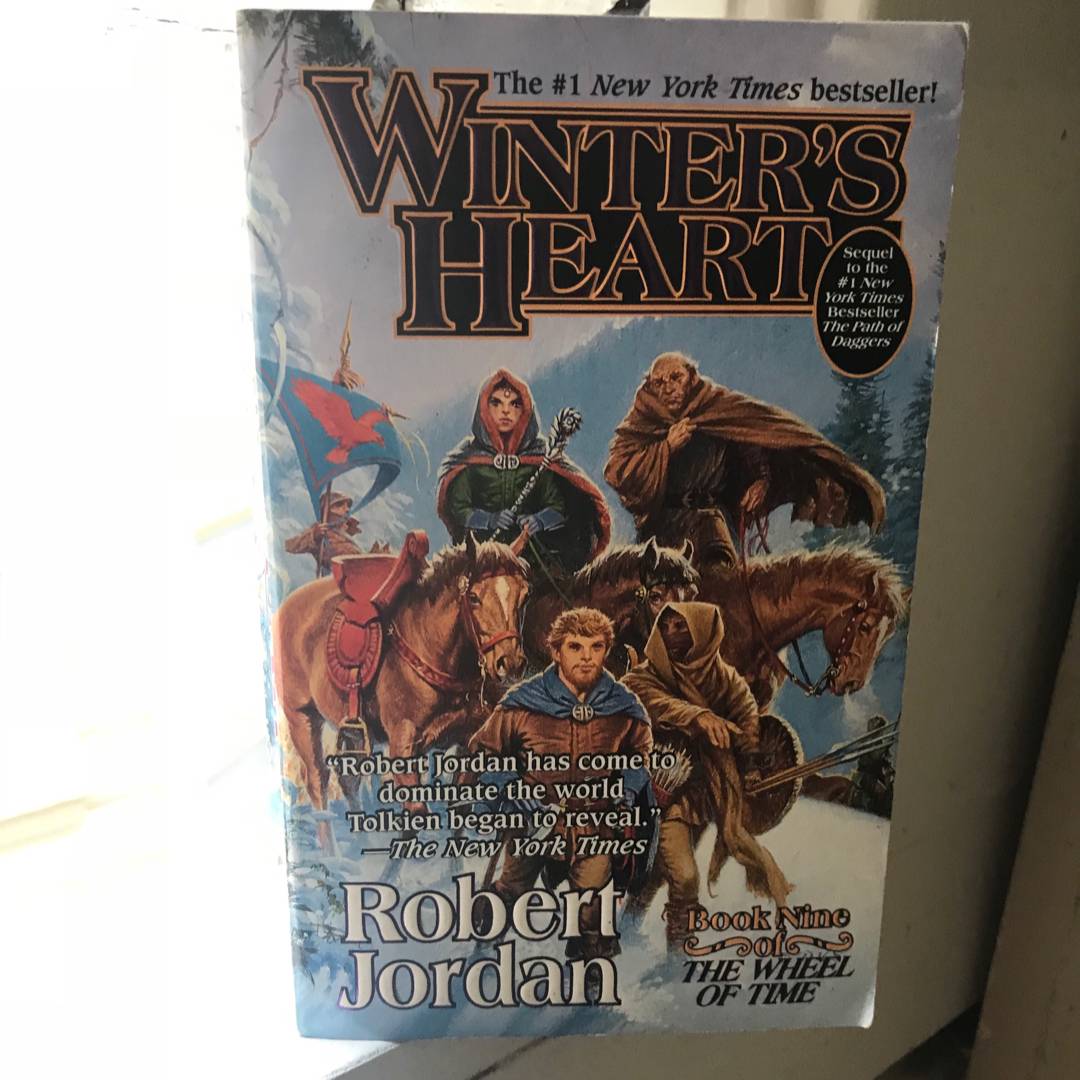 The #1 New York Times bestseller!
WINTER'S
HEART
Sequel
to the
#1 New
York Times
Bestseller
The Path of
Daggers
"Robert Jordan has come to
dominate the world
Tolkien began to reveal."
—The New York Times
Robert
Jordan
Book Nine
of
THE WHEEL
OF TIME